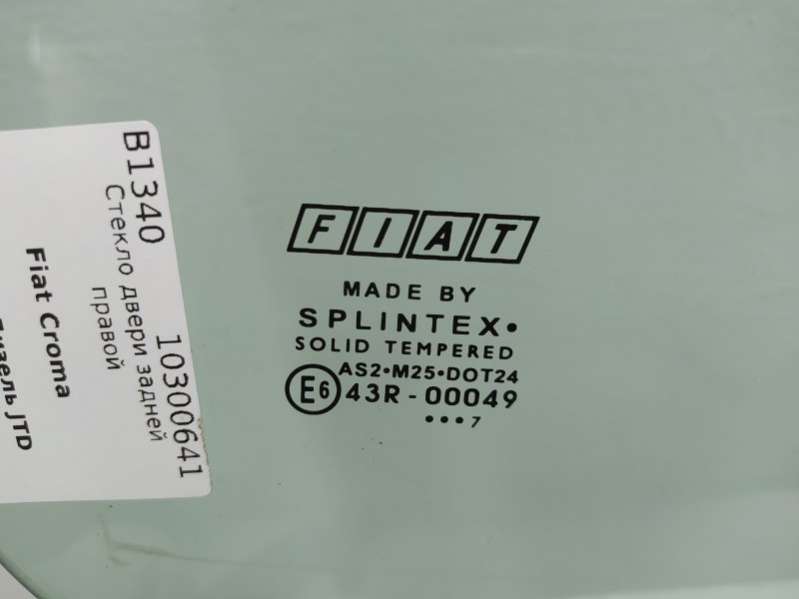 B1340
10300641
Стекло двери задней
правой
Fiat Croma
JTD
FIAT
MADE BY
SPLINTEX•
SOLID TEMPERED
AS2•M25•DOT24
E6 43R-00049
•••7